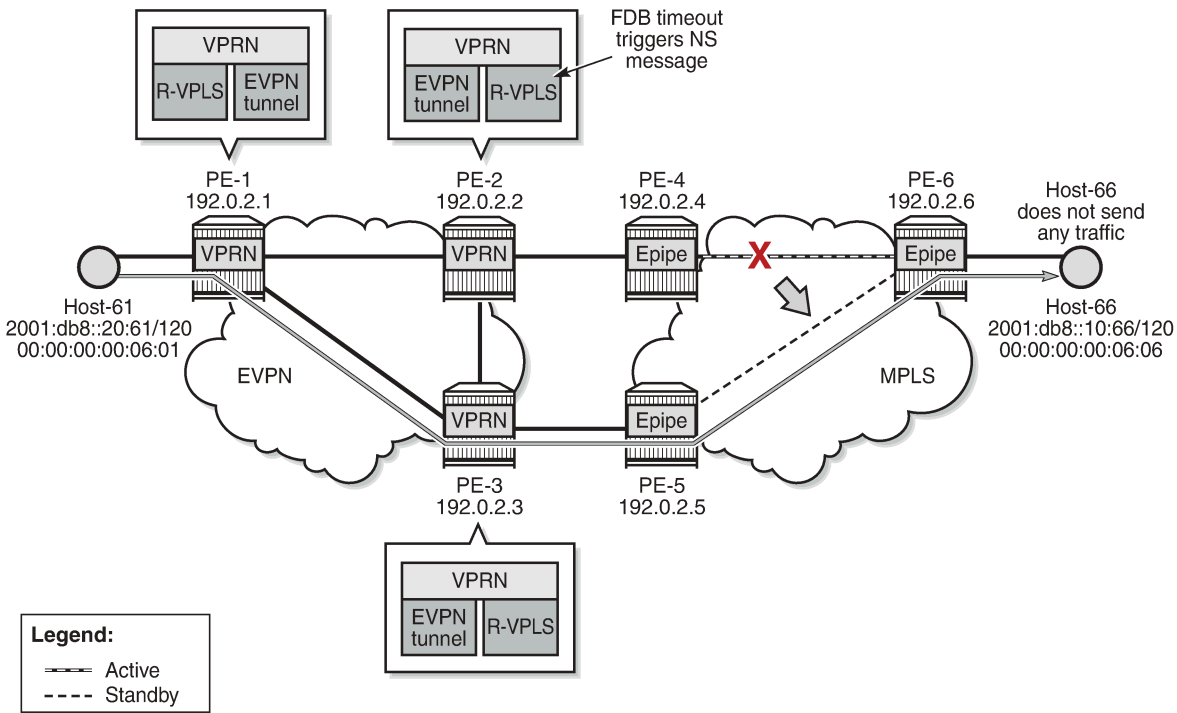 VPRN
R-VPLS
EVPN
tunnel
VPRN
EVPN
tunnel
R-VPLS
FDB timeout
triggers NS
message
PE-1
192.0.2.1
PE-2
192.0.2.2
PE-4
192.0.2.4
PE-6
192.0.2.6
Host-66
does not send
any traffic
VPRN
VPRN
Epipe
X
Epipe
Host-61
2001:db8::20:61/120
00:00:00:00:06:01
Host-66
2001:db8::10:66/120
00:00:00:00:06:06
EVPN
MPLS
VPRN
Epipe
PE-3
192.0.2.3
PE-5
192.0.2.5
VPRN
EVPN
tunnel
R-VPLS
Legend:
Active
Standby